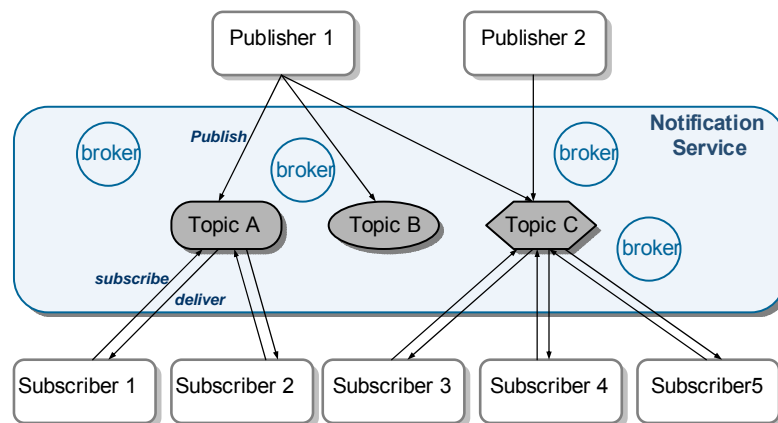 Publisher 1
Publisher 2
Notification
Service
Publish
broker
broker
broker
Topic A
Topic B
Topic C
broker
subscribe
deliver
Subscriber 1
Subscriber 2
Subscriber 3
Subscriber 4
Subscriber5